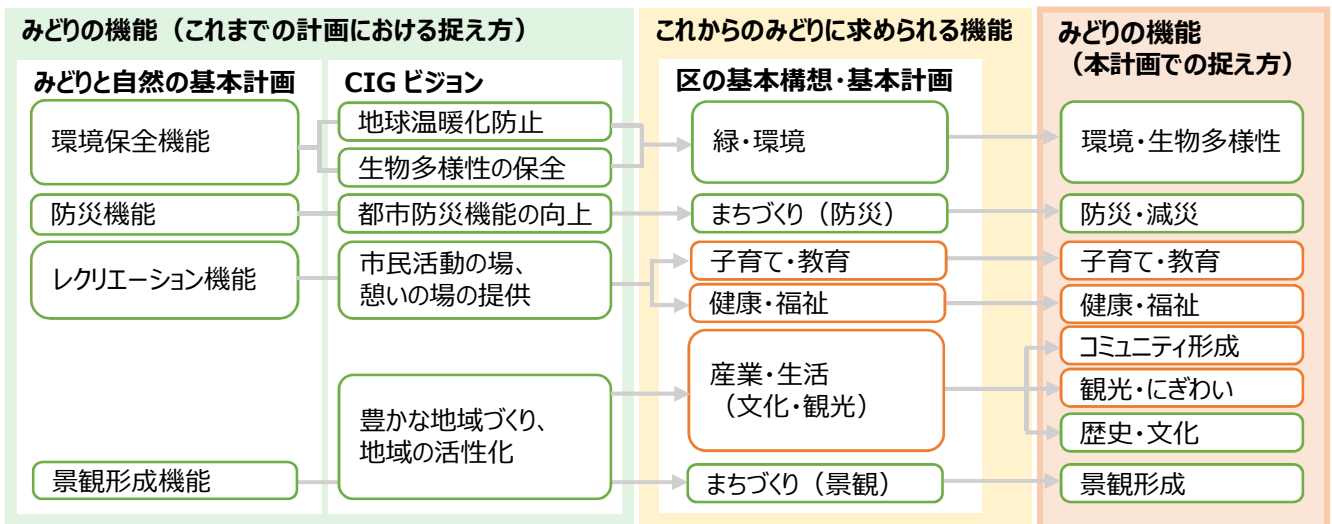 みどりの機能（これまでの計画における捉え方）
みどりと自然の基本計画
環境保全機能
防災機能
レクリエーション機能
景観形成機能
CIG ビジョン
地球温暖化防止
生物多様性の保全
都市防災機能の向上
市民活動の場、
憩いの場の提供
豊かな地域づくり、
地域の活性化
これからのみどりに求められる機能
区の基本構想・基本計画
緑・環境
まちづくり（防災）
子育て・教育
健康・福祉
産業・生活
（文化・観光）
まちづくり（景観）
みどりの機能
（本計画での捉え方）
環境・生物多様性
防災・減災
子育て・教育
健康・福祉
コミュニティ形成
観光・にぎわい
歴史・文化
景観形成